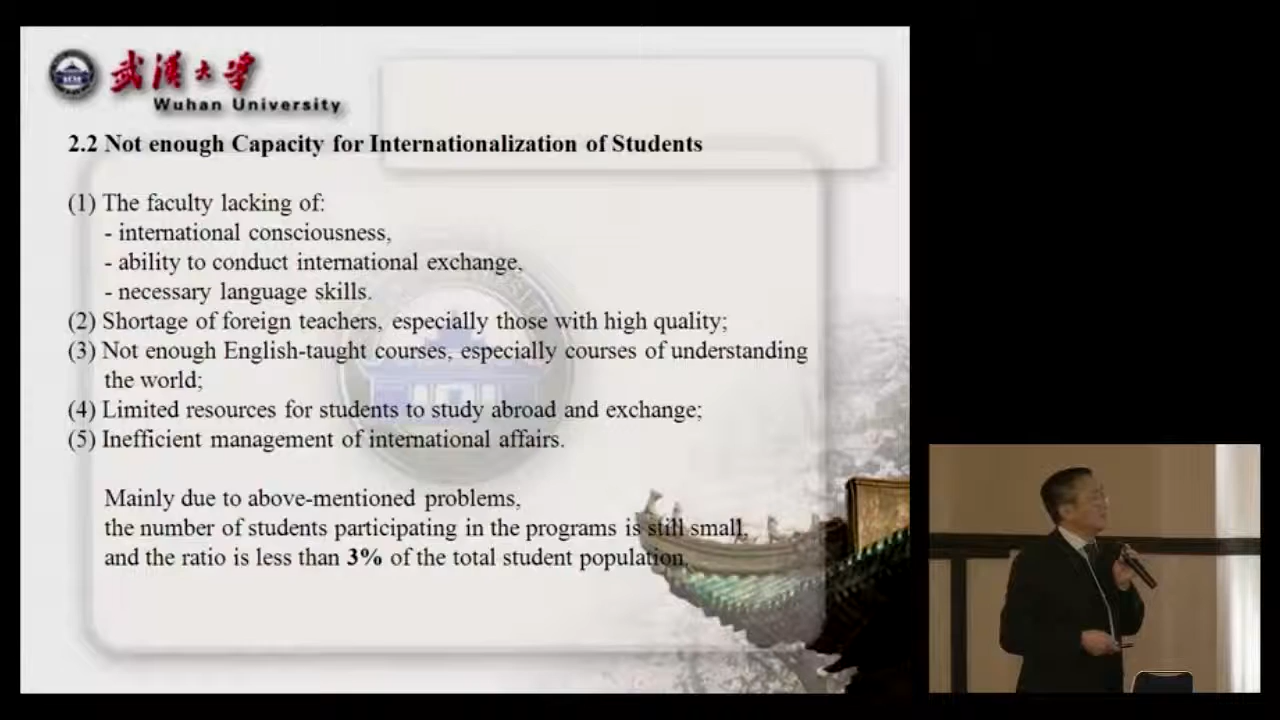 武漢大学
Wuhan University
2.2 Not enough Capacity for Internationalization of Students
(1) The faculty lacking of:
- international consciousness,
- ability to conduct international exchange,
- necessary language skills.
(2) Shortage of foreign teachers, especially those with high quality;
(3) Not enough English-taught courses, especially courses of understanding
the world;
(4) Limited resources for students to study abroad and exchange;
(5) Inefficient management of international affairs.
Mainly due to above-mentioned problems,
the number of students participating in the programs is still small,
and the ratio is less than 3% of the total student population.